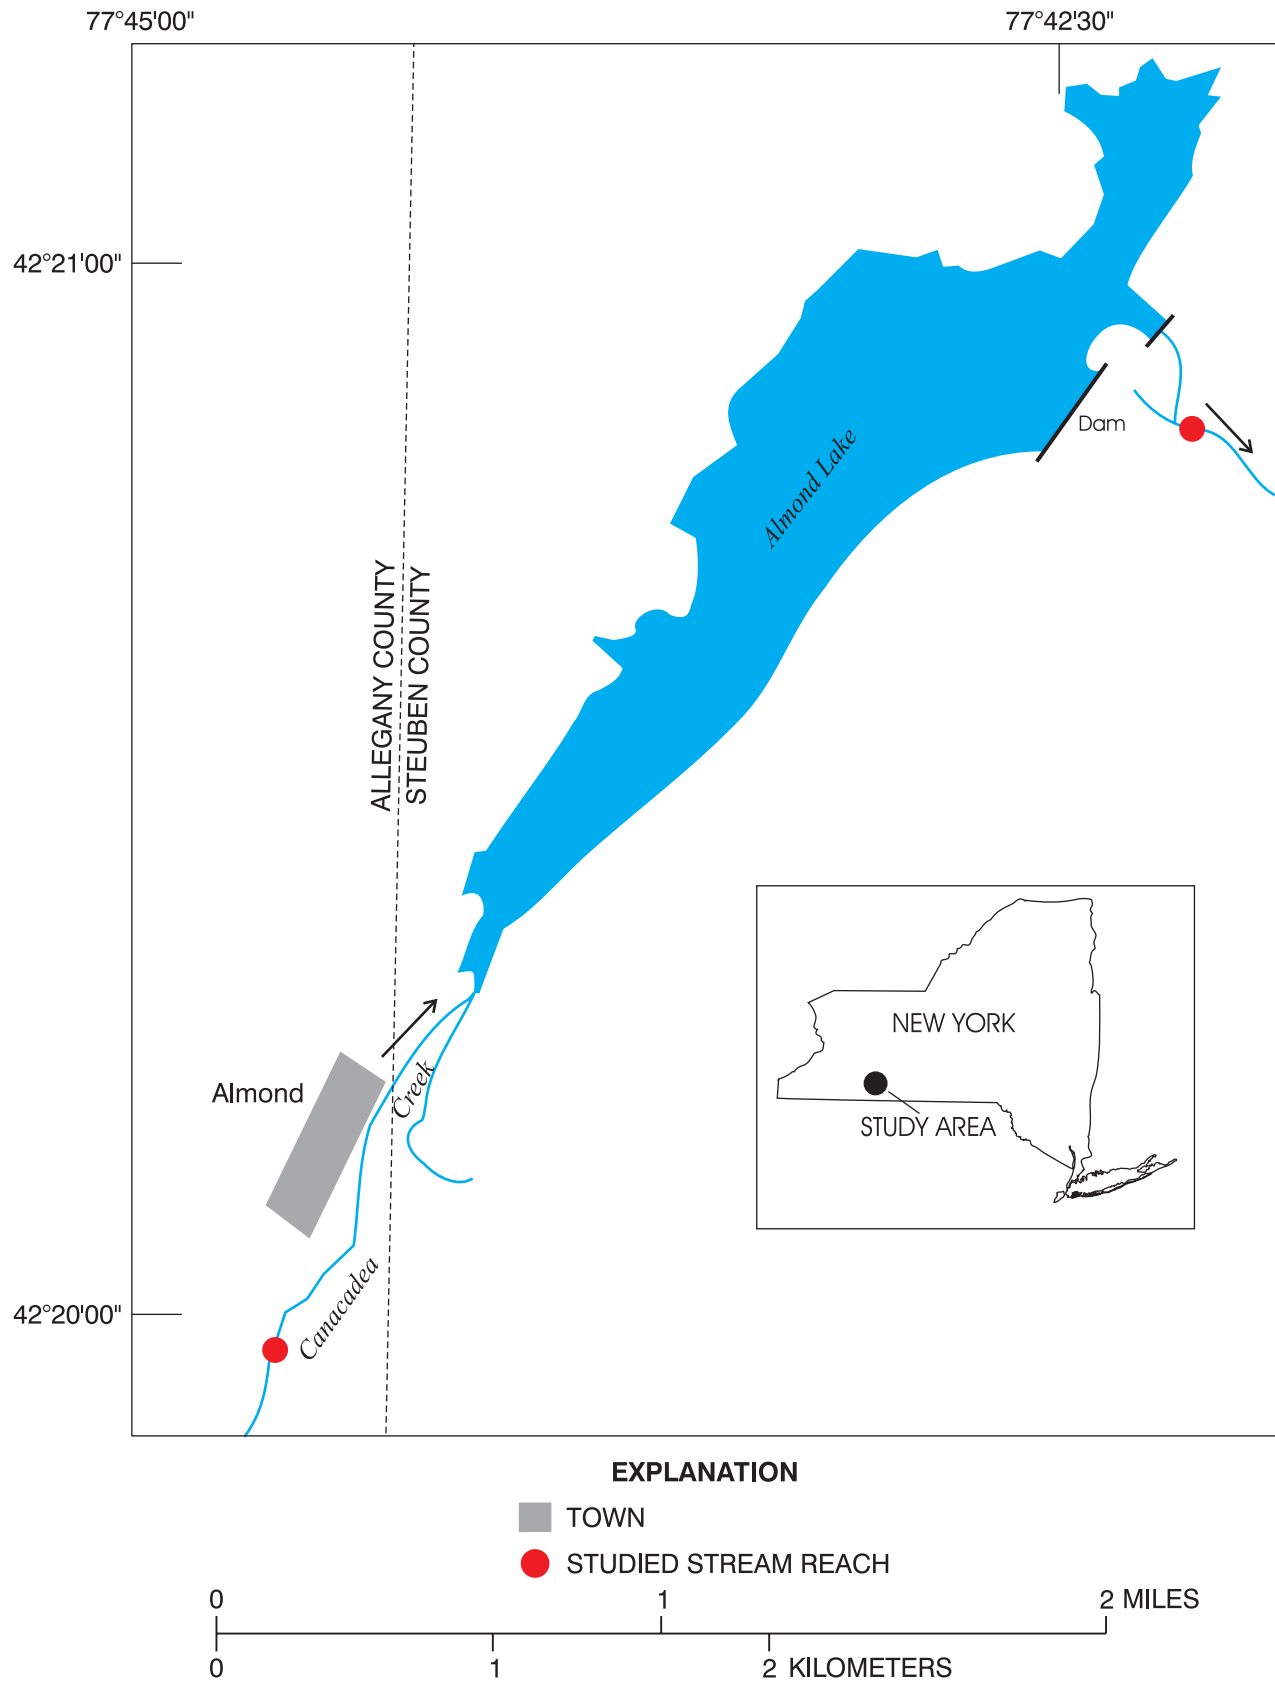 77°45'00"
77°42'30"
42°21'00"
Dam
Almond Lake
ALLEGANY COUNTY
STEUBEN COUNTY
NEW YORK
STUDY AREA
Almond
Creek
Canacadea
42°20'00"
EXPLANATION
TOWN
STUDIED STREAM REACH
0 1 2 MILES
0 1 2 KILOMETERS